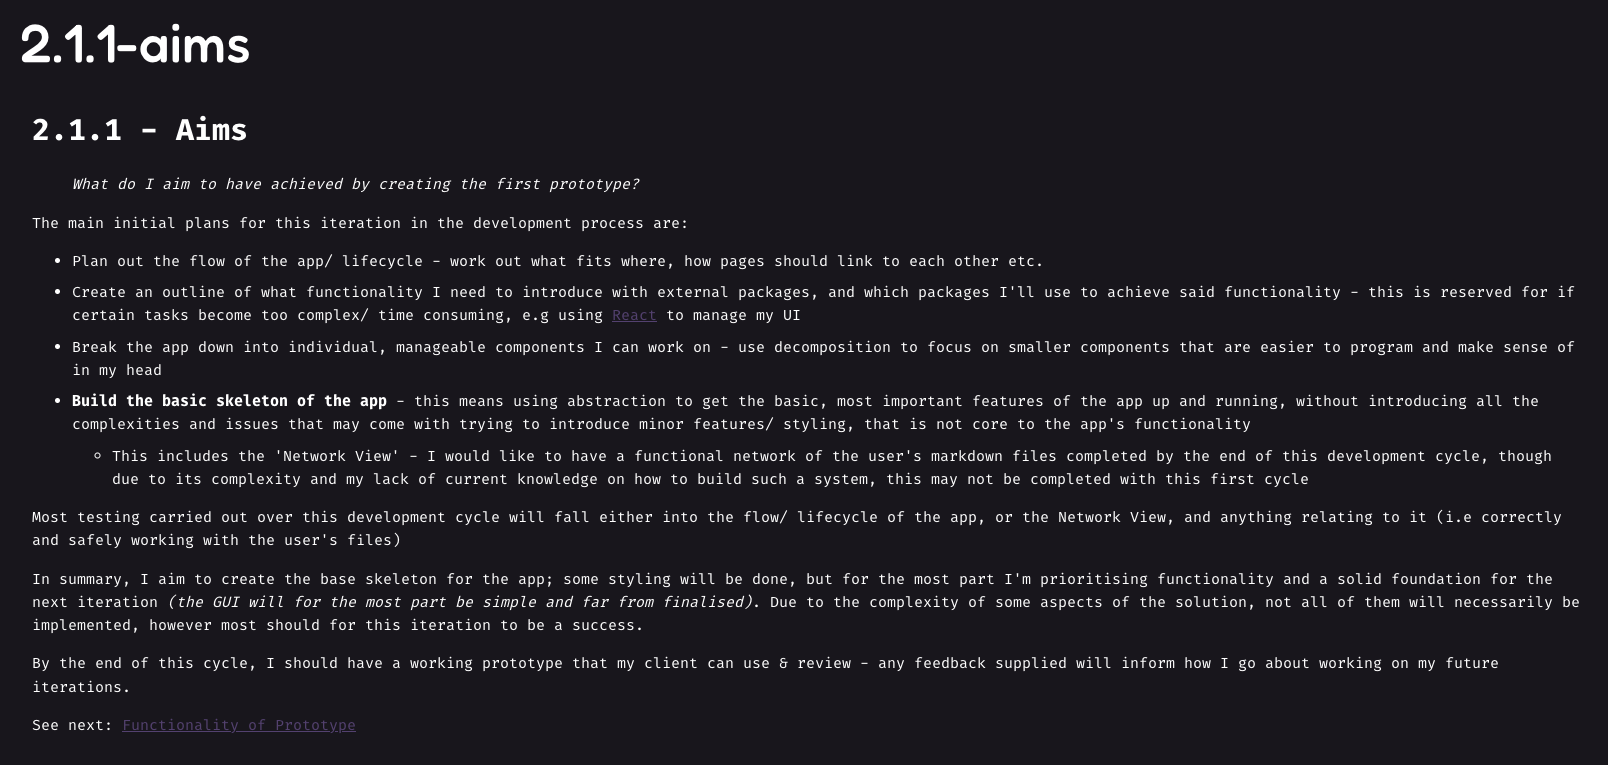 2.1.1-aims
2.1.1 - Aims
What do I aim to have achieved by creating the first prototype?
The main initial plans for this iteration in the development process are:
• Plan out the flow of the app/ lifecycle - work out what fits where, how pages should link to each other etc.
• Create an outline of what functionality I need to introduce with external packages, and which packages I'll use to achieve said functionality - this is reserved for if
certain tasks become too complex/ time consuming, e.g using React to manage my UI
• Break the app down into individual, manageable components I can work on - use decomposition to focus on smaller components that are easier to program and make sense of
in my head
• Build the basic skeleton of the app - this means using abstraction to get the basic, most important features of the app up and running, without introducing all the
complexities and issues that may come with trying to introduce minor features/ styling, that is not core to the app's functionality
◦ This includes the 'Network View' - I would like to have a functional network of the user's markdown files completed by the end of this development cycle, though
due to its complexity and my lack of current knowledge on how to build such a system, this may not be completed with this first cycle
Most testing carried out over this development cycle will fall either into the flow/ lifecycle of the app, or the Network View, and anything relating to it (i.e correctly
and safely working with the user's files)
In summary, I aim to create the base skeleton for the app; some styling will be done, but for the most part I'm prioritising functionality and a solid foundation for the
next iteration (the GUI will for the most part be simple and far from finalised). Due to the complexity of some aspects of the solution, not all of them will necessarily be
implemented, however most should for this iteration to be a success.
By the end of this cycle, I should have a working prototype that my client can use & review - any feedback supplied will inform how I go about working on my future
iterations.
See next: Functionality of Prototype